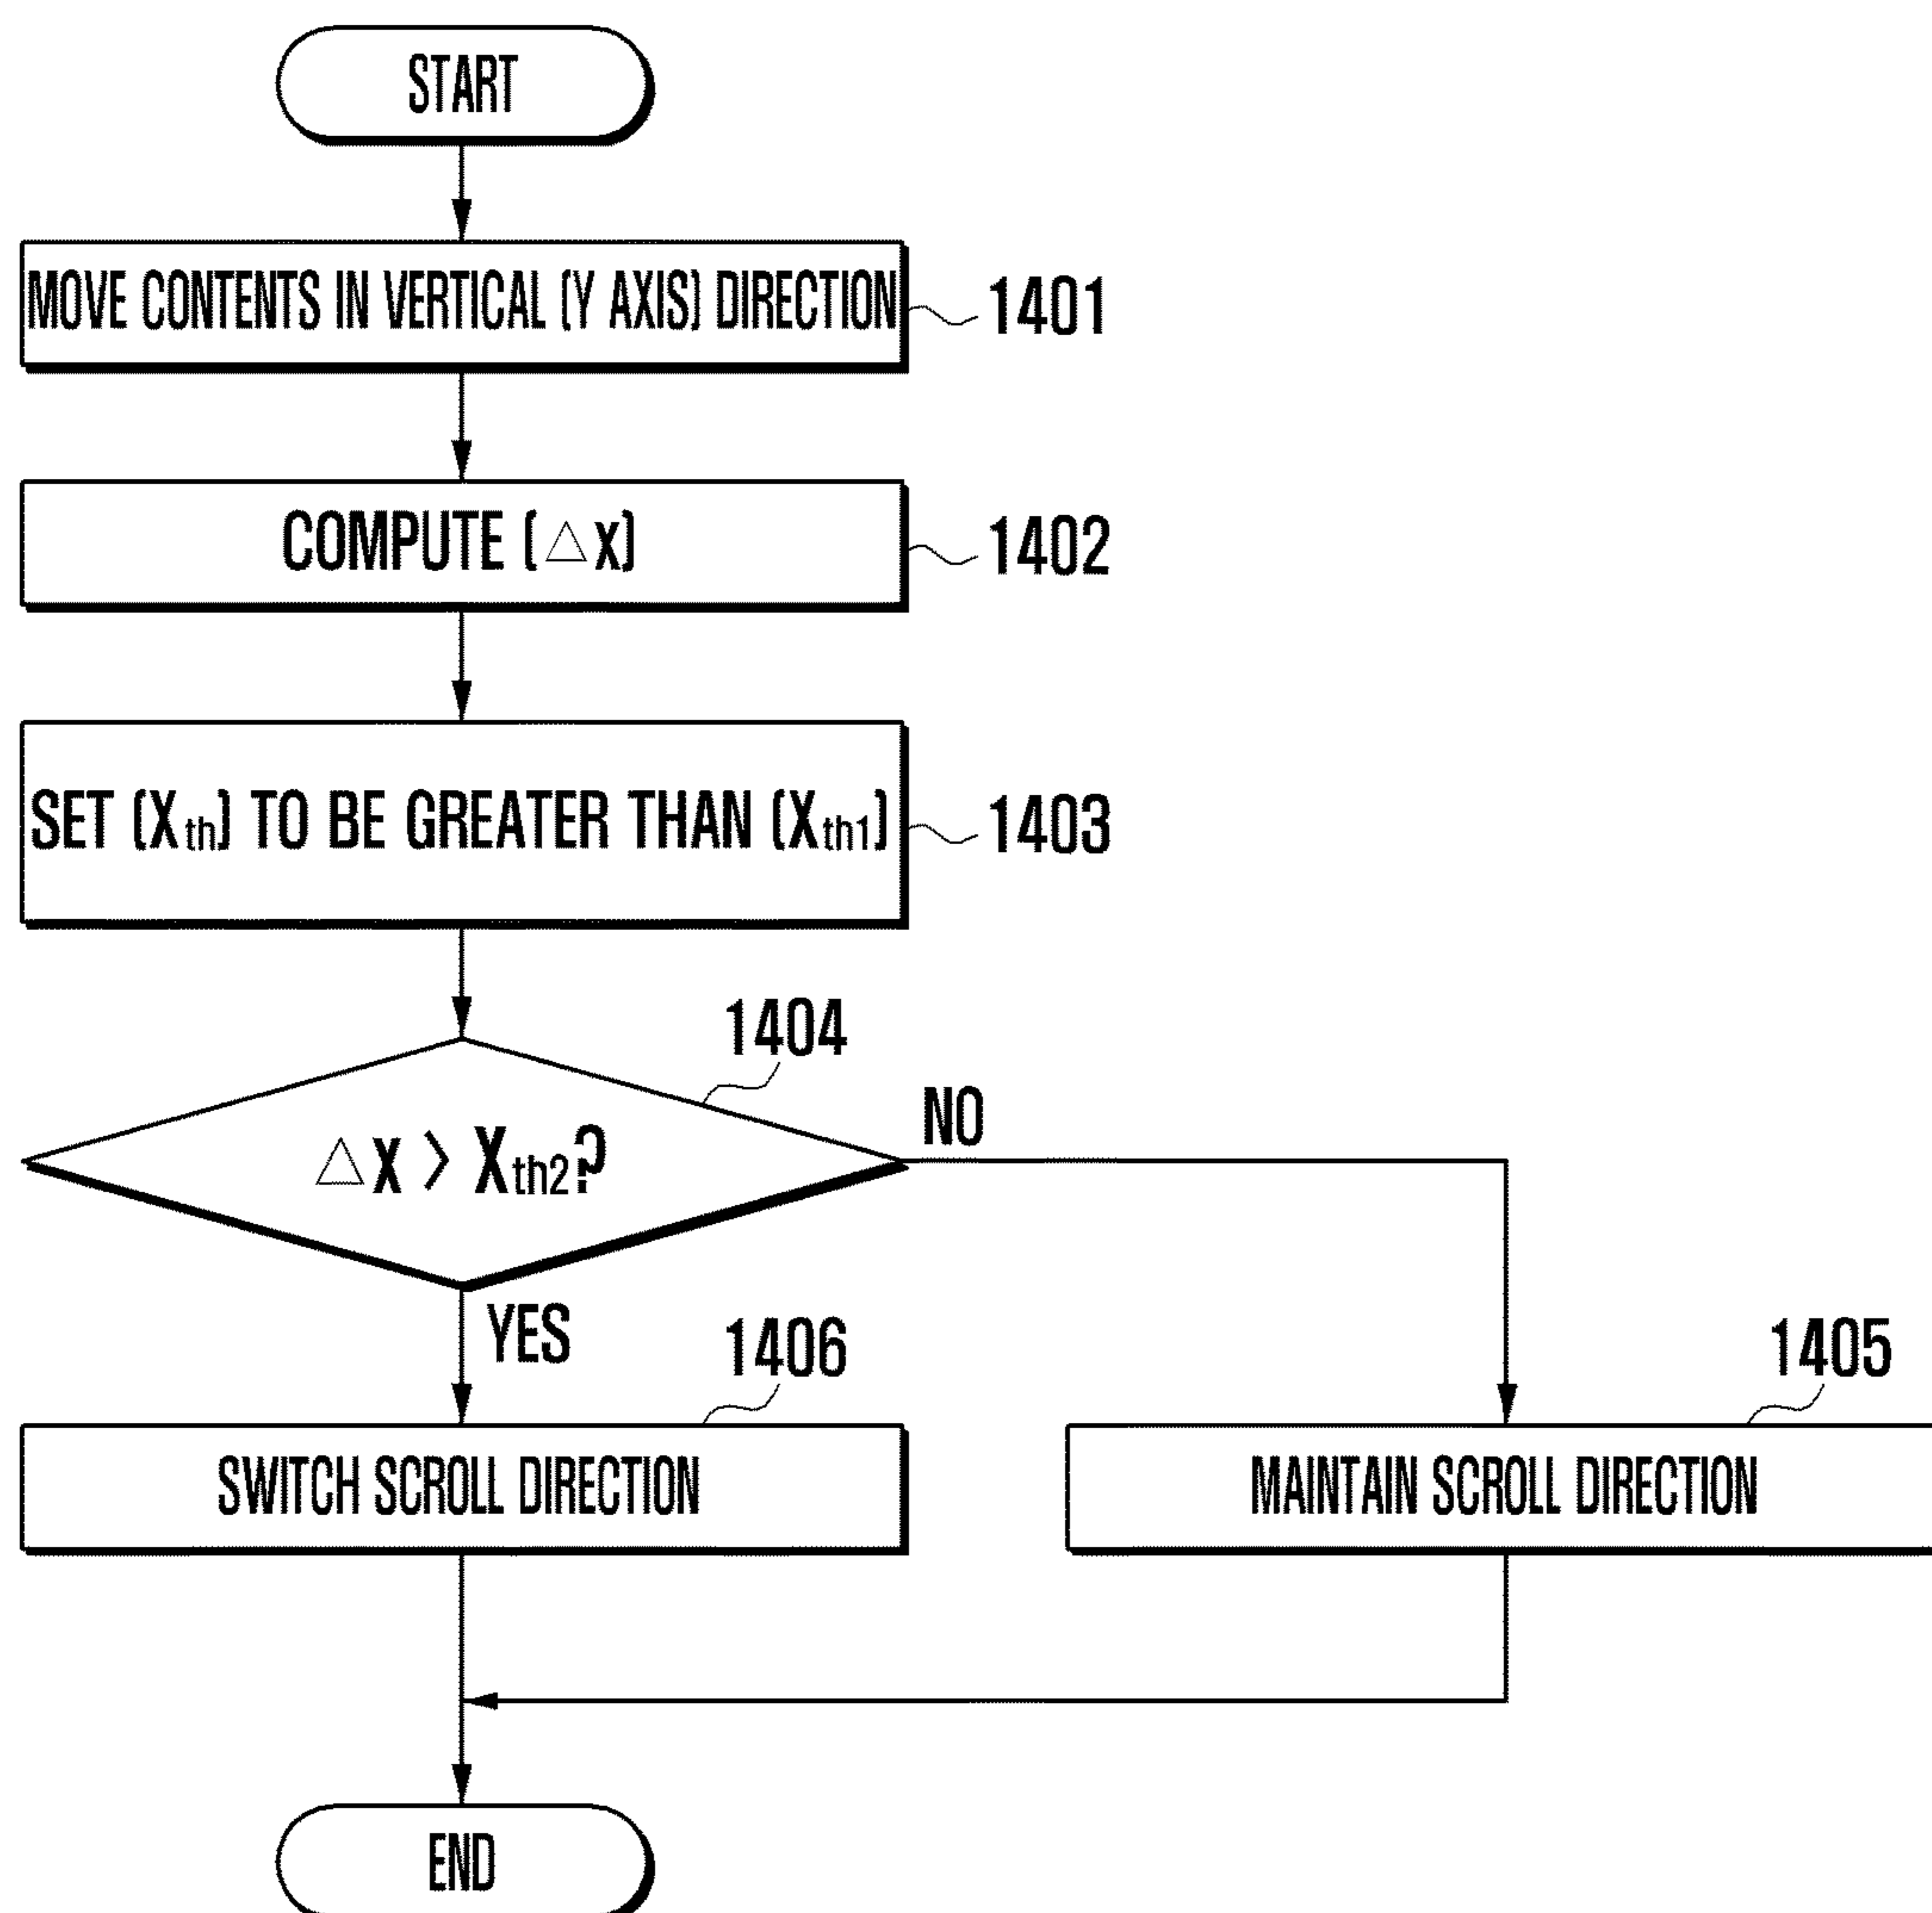 START
MOVE CONTENTS IN VERTICAL (Y AXIS) DIRECTION
1401
COMPUTE (△x)
1402
SET (Xth) TO BE GREATER THAN (Xth1)
1403
1404
△x > Xth2?
NO
YES
1406
1405
SWITCH SCROLL DIRECTION
MAINTAIN SCROLL DIRECTION
END